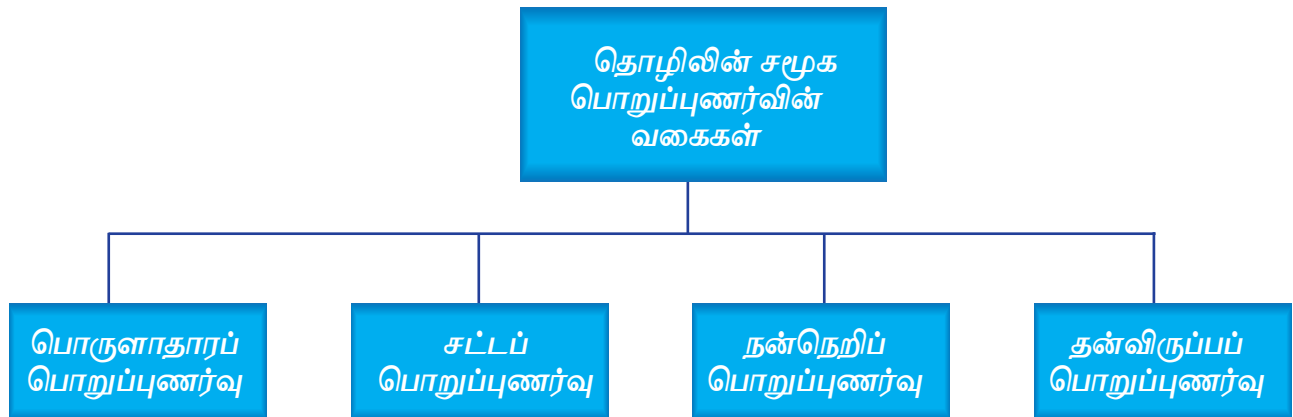 தொழிலின் சமூக
பொறுப்புணர்வின்
வகைகள்
பொருளாதாரப்
பொறுப்புணர்வு
சட்டப்
பொறுப்புணர்வு
நன்நெறிப்
பொறுப்புணர்வு
தன்விருப்பப்
பொறுப்புணர்வு